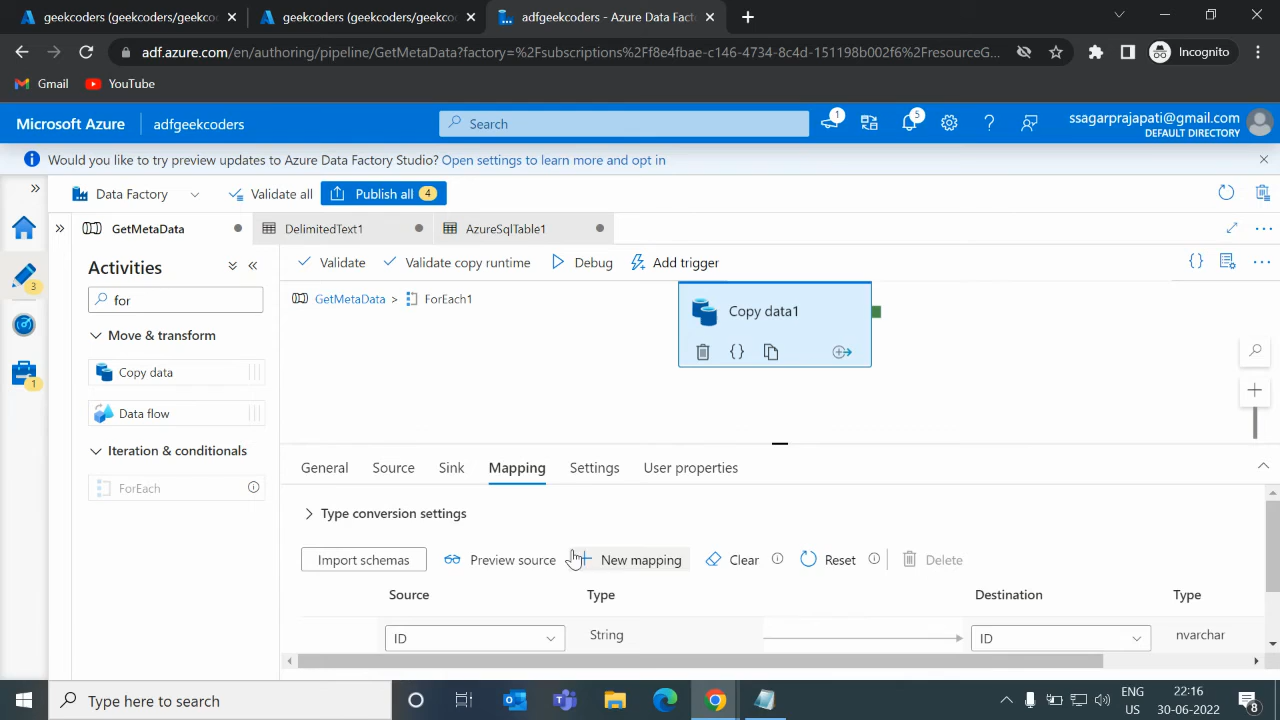 geekcoders (geekcoders/geekco
geekcoders (geekcoders/geekco
adfgeekcoders - Azure Data Facto
adf.azure.com/en/authoring/pipeline/GetMetaData?factory=%2Fsubscriptions%2Ff8e4fbae-c146-4734-8c4d-151198b002f6%2FresourceG...
Incognito
Gmail
YouTube
Microsoft Azure
adfgeekcoders
Search
1
5
ssagarprajapati@gmail.com
DEFAULT DIRECTORY
Would you like to try preview updates to Azure Data Factory Studio? Open settings to learn more and opt in
Data Factory
Validate all
Publish all 4
GetMetaData
DelimitedText1
AzureSqlTable1
3
1
Activities
for
Move & transform
Copy data
Data flow
Iteration & conditionals
ForEach
Validate
Validate copy runtime
Debug
Add trigger
GetMetaData > ForEach1
Copy data1
General
Source
Sink
Mapping
Settings
User properties
Type conversion settings
Import schemas
Preview source
New mapping
Clear
Reset
Delete
Source
Type
Destination
Type
ID
String
ID
nvarchar
Type here to search
ENG
US
22:16
30-06-2022
8